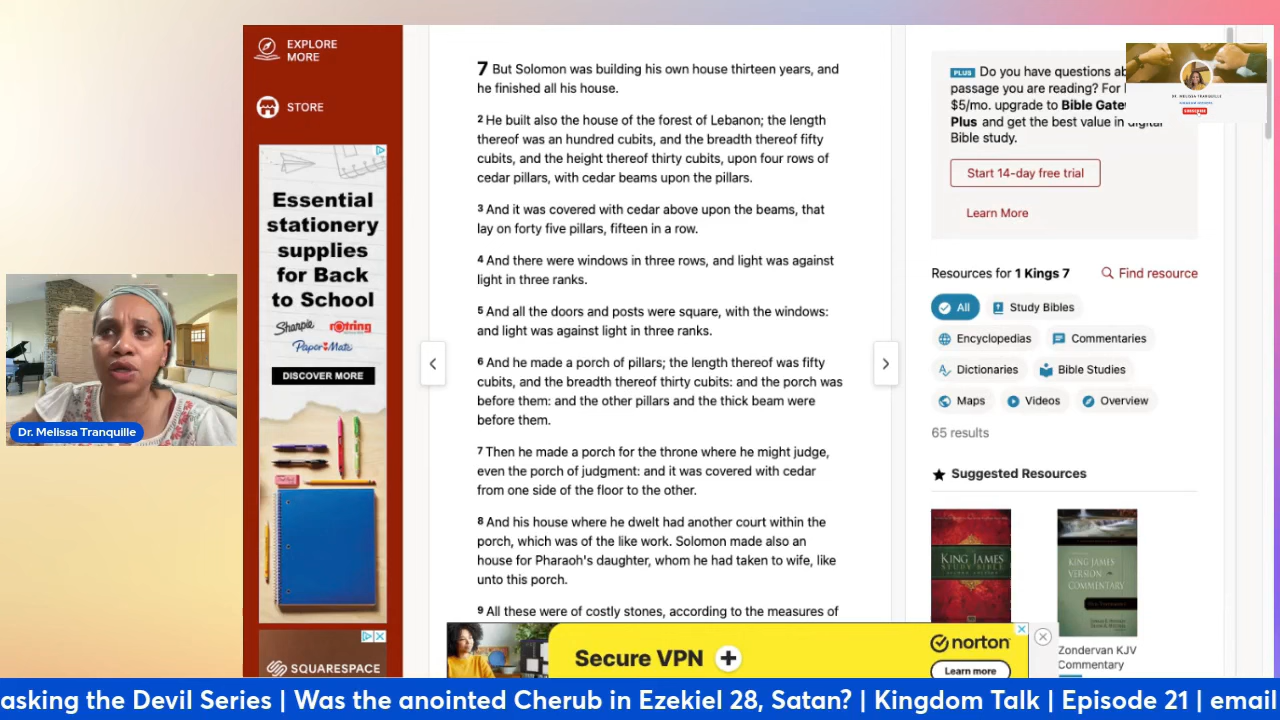 EXPLORE
MORE
STORE
Essential
stationery
supplies
for Back
to School
Sharpie rotring
Paper Mate
DISCOVER MORE
SQUARESPACE
Dr. Melissa Tranquille
7 But Solomon was building his own house thirteen years, and
he finished all his house.
2 He built also the house of the forest of Lebanon; the length
thereof was an hundred cubits, and the breadth thereof fifty
cubits, and the height thereof thirty cubits, upon four rows of
cedar pillars, with cedar beams upon the pillars.
3 And it was covered with cedar above upon the beams, that
lay on forty five pillars, fifteen in a row.
4 And there were windows in three rows, and light was against
light in three ranks.
5 And all the doors and posts were square, with the windows:
and light was against light in three ranks.
6 And he made a porch of pillars; the length thereof was fifty
cubits, and the breadth thereof thirty cubits: and the porch was
before them: and the other pillars and the thick beam were
before them.
7 Then he made a porch for the throne where he might judge,
even the porch of judgment: and it was covered with cedar
from one side of the floor to the other.
8 And his house where he dwelt had another court within the
porch, which was of the like work. Solomon made also an
house for Pharaoh's daughter, whom he had taken to wife, like
unto this porch.
9 All these were of costly stones, according to the measures of
Secure VPN
norton
Learn more
PLUS Do you have questions ab
passage you are reading? For
$5/mo. upgrade to Bible Gate
Plus and get the best value in digital
Bible study.
Start 14-day free trial
Learn More
DR. MELISSA TRANQUILLE
Resources for 1 Kings 7 Find resource
All Study Bibles
Encyclopedias Commentaries
Dictionaries Bible Studies
Maps Videos Overview
65 results
Suggested Resources
KING JAMES
STUDY BIBLE
KING JAMES
VERSION
COMMENTARY
Zondervan KJV
Commentary
asking the Devil Series | Was the anointed Cherub in Ezekiel 28, Satan? | Kingdom Talk | Episode 21 | email